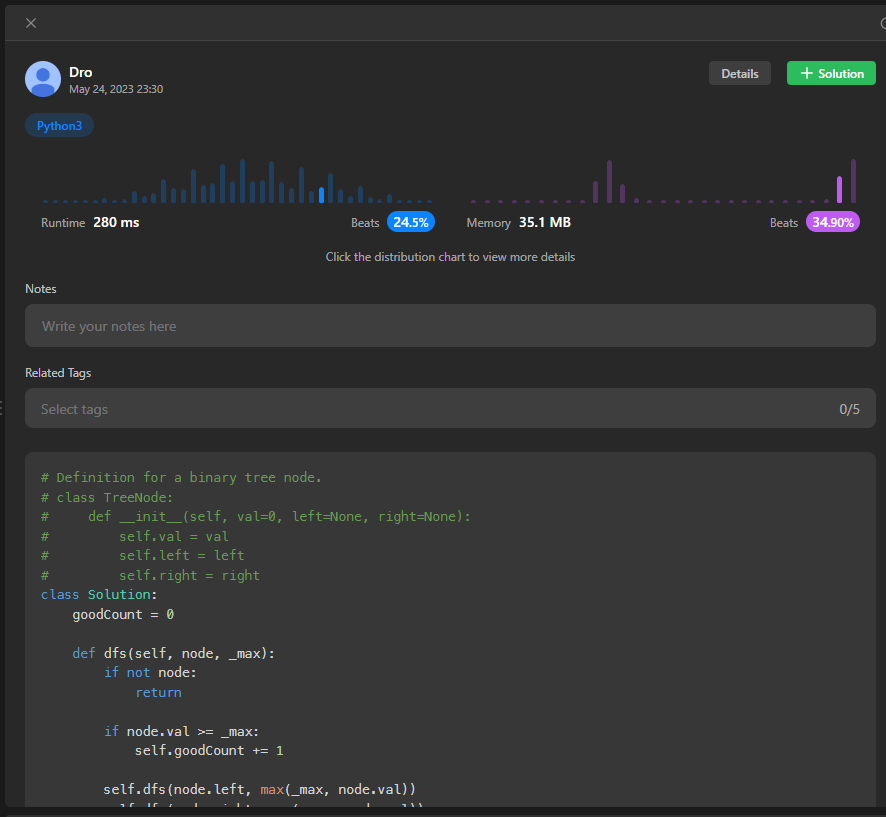 Dro
May 24, 2023 23:30
Details
+ Solution
Python3
Runtime 280 ms
Beats 24.5%
Memory 35.1 MB
Beats 34.90%
Click the distribution chart to view more details
Notes
Write your notes here
Related Tags
Select tags
0/5
# Definition for a binary tree node.
# class TreeNode:
#     def __init__(self, val=0, left=None, right=None):
#         self.val = val
#         self.left = left
#         self.right = right
class Solution:
    goodCount = 0
    def dfs(self, node, _max):
        if not node:
            return
        if node.val >= _max:
            self.goodCount += 1
        self.dfs(node.left, max(_max, node.val))